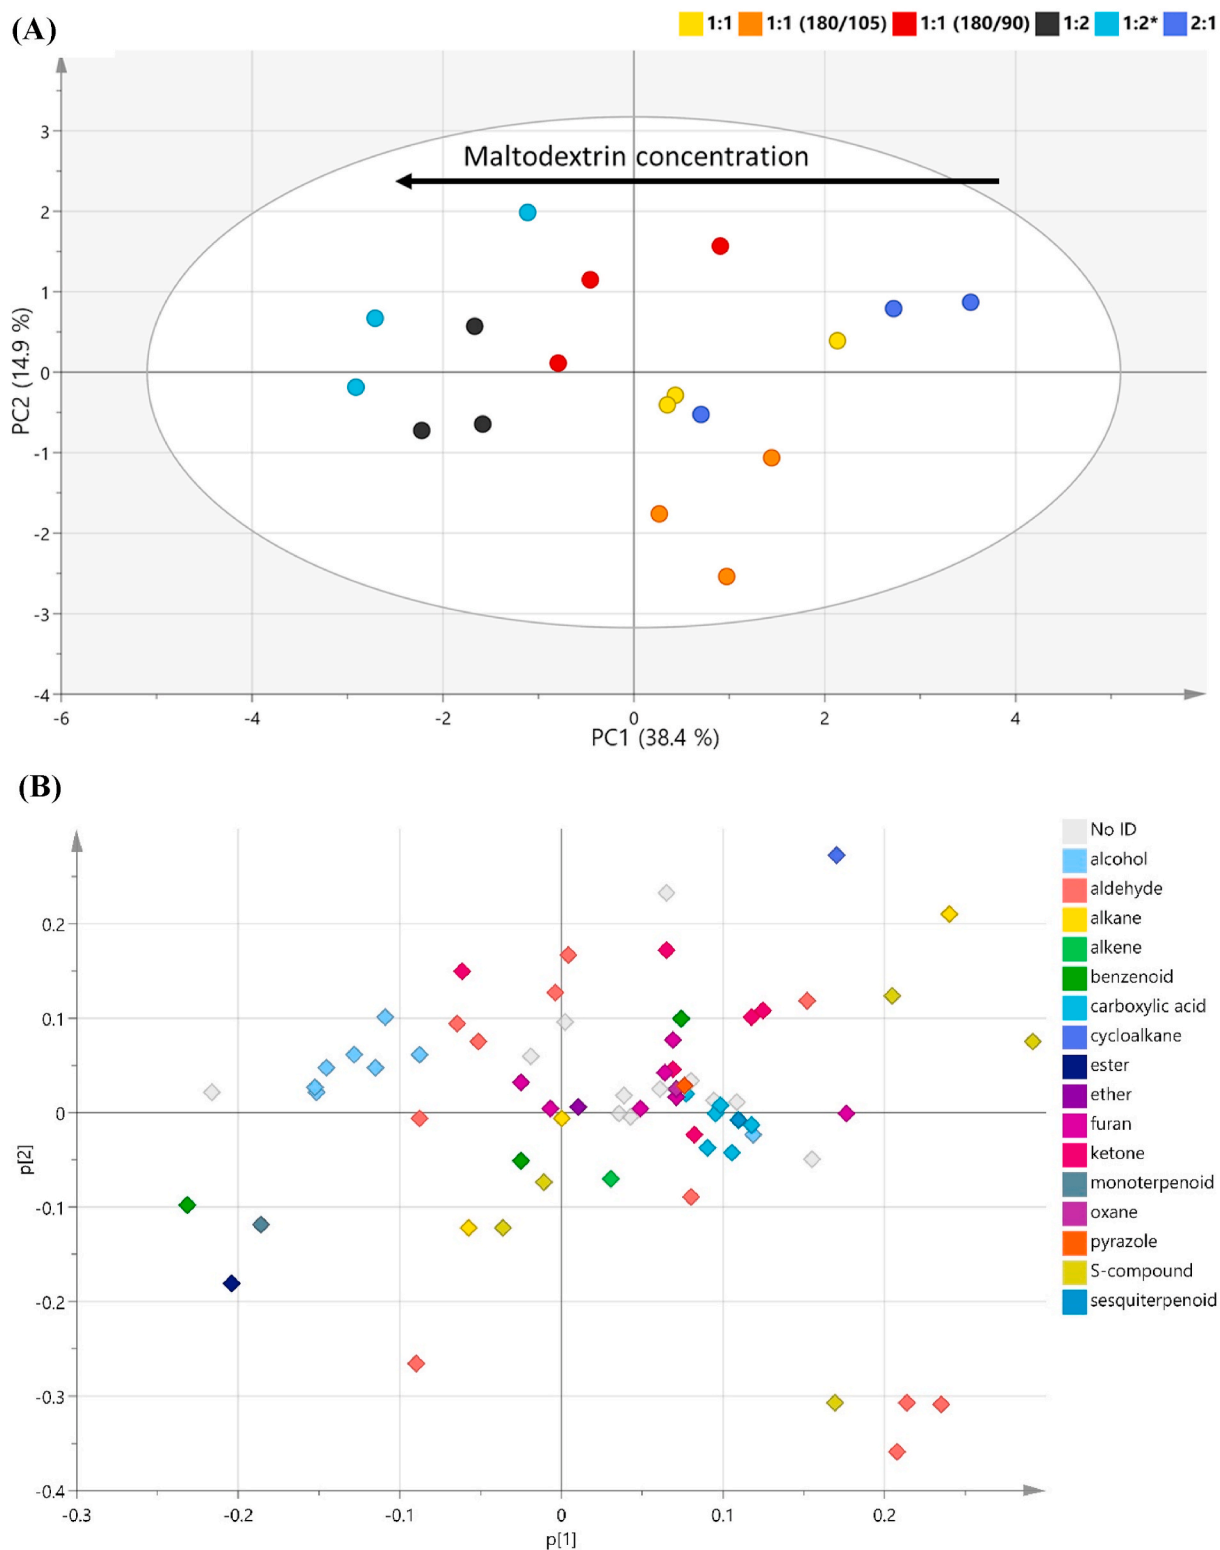 (A)
1:1 1:1 (180/105) 1:1 (180/90) 1:2 1:2* 2:1
Maltodextrin concentration
3
2
1
0
-1
-2
-3
-4
PC2 (14.9 %)
-6 -4 -2 0 2 4
PC1 (38.4 %)
(B)
No ID
alcohol
aldehyde
alkane
alkene
benzenoid
carboxylic acid
cycloalkane
ester
ether
furan
ketone
monoterpenoid
oxane
pyrazole
S-compound
sesquiterpenoid
0.2
0.1
0
-0.1
-0.2
-0.3
-0.4
p[2]
-0.3 -0.2 -0.1 0 0.1 0.2
p[1]